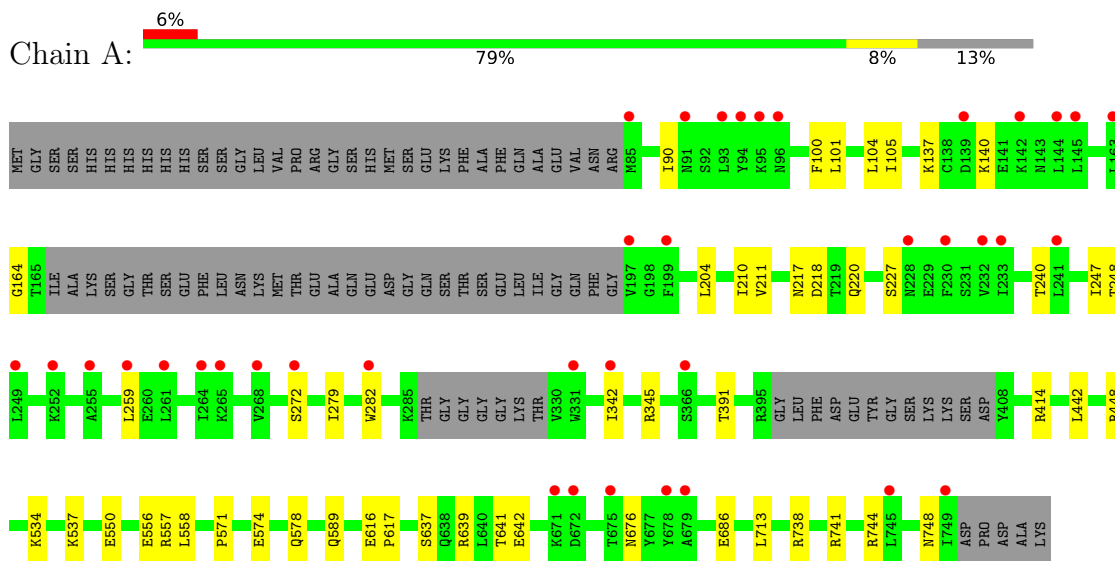 Chain A:
6%
79%
8%
13%
MET GLY SER SER HIS HIS HIS HIS HIS HIS SER SER GLY LEU VAL PRO ARG GLY SER HIS MET SER GLU LYS PHE ALA PHE GLN ALA GLU VAL ASN ARG M85 I90 N91 S92 L93 Y94 K95 N96 F100 L101 L104 I105 K137 C138 D139 K140 E141 K142 N143 L144 L145 L163
G164 T165 ILE ALA LYS SER GLY THR SER GLU PHE LEU ASN LYS MET THR GLU ALA GLN GLU ASP GLY GLN SER THR SER GLU LEU ILE GLY GLN PHE GLY V197 G198 F199 L204 I210 V211 N217 D218 T219 Q220 S227 N228 E229 F230 S231 V232 I233 T240 L241 I247 T248
L249 K252 A255 L259 E260 L261 I264 K265 V268 S272 I279 W282 K285 THR GLY GLY GLY GLY LYS THR V330 W331 I342 R345 S366 T391 R395 GLY LEU PHE ASP GLU TYR GLY SER LYS LYS SER ASP Y408 R414 L442 R448
K534 K537 E550 E556 R557 L558 P571 E574 Q578 Q589 E616 P617 S637 Q638 R639 L640 T641 E642 K671 D672 T675 N676 Y677 Y678 A679 E686 L713 R738 R741 R744 L745 N748 I749 ASP PRO ASP ALA LYS